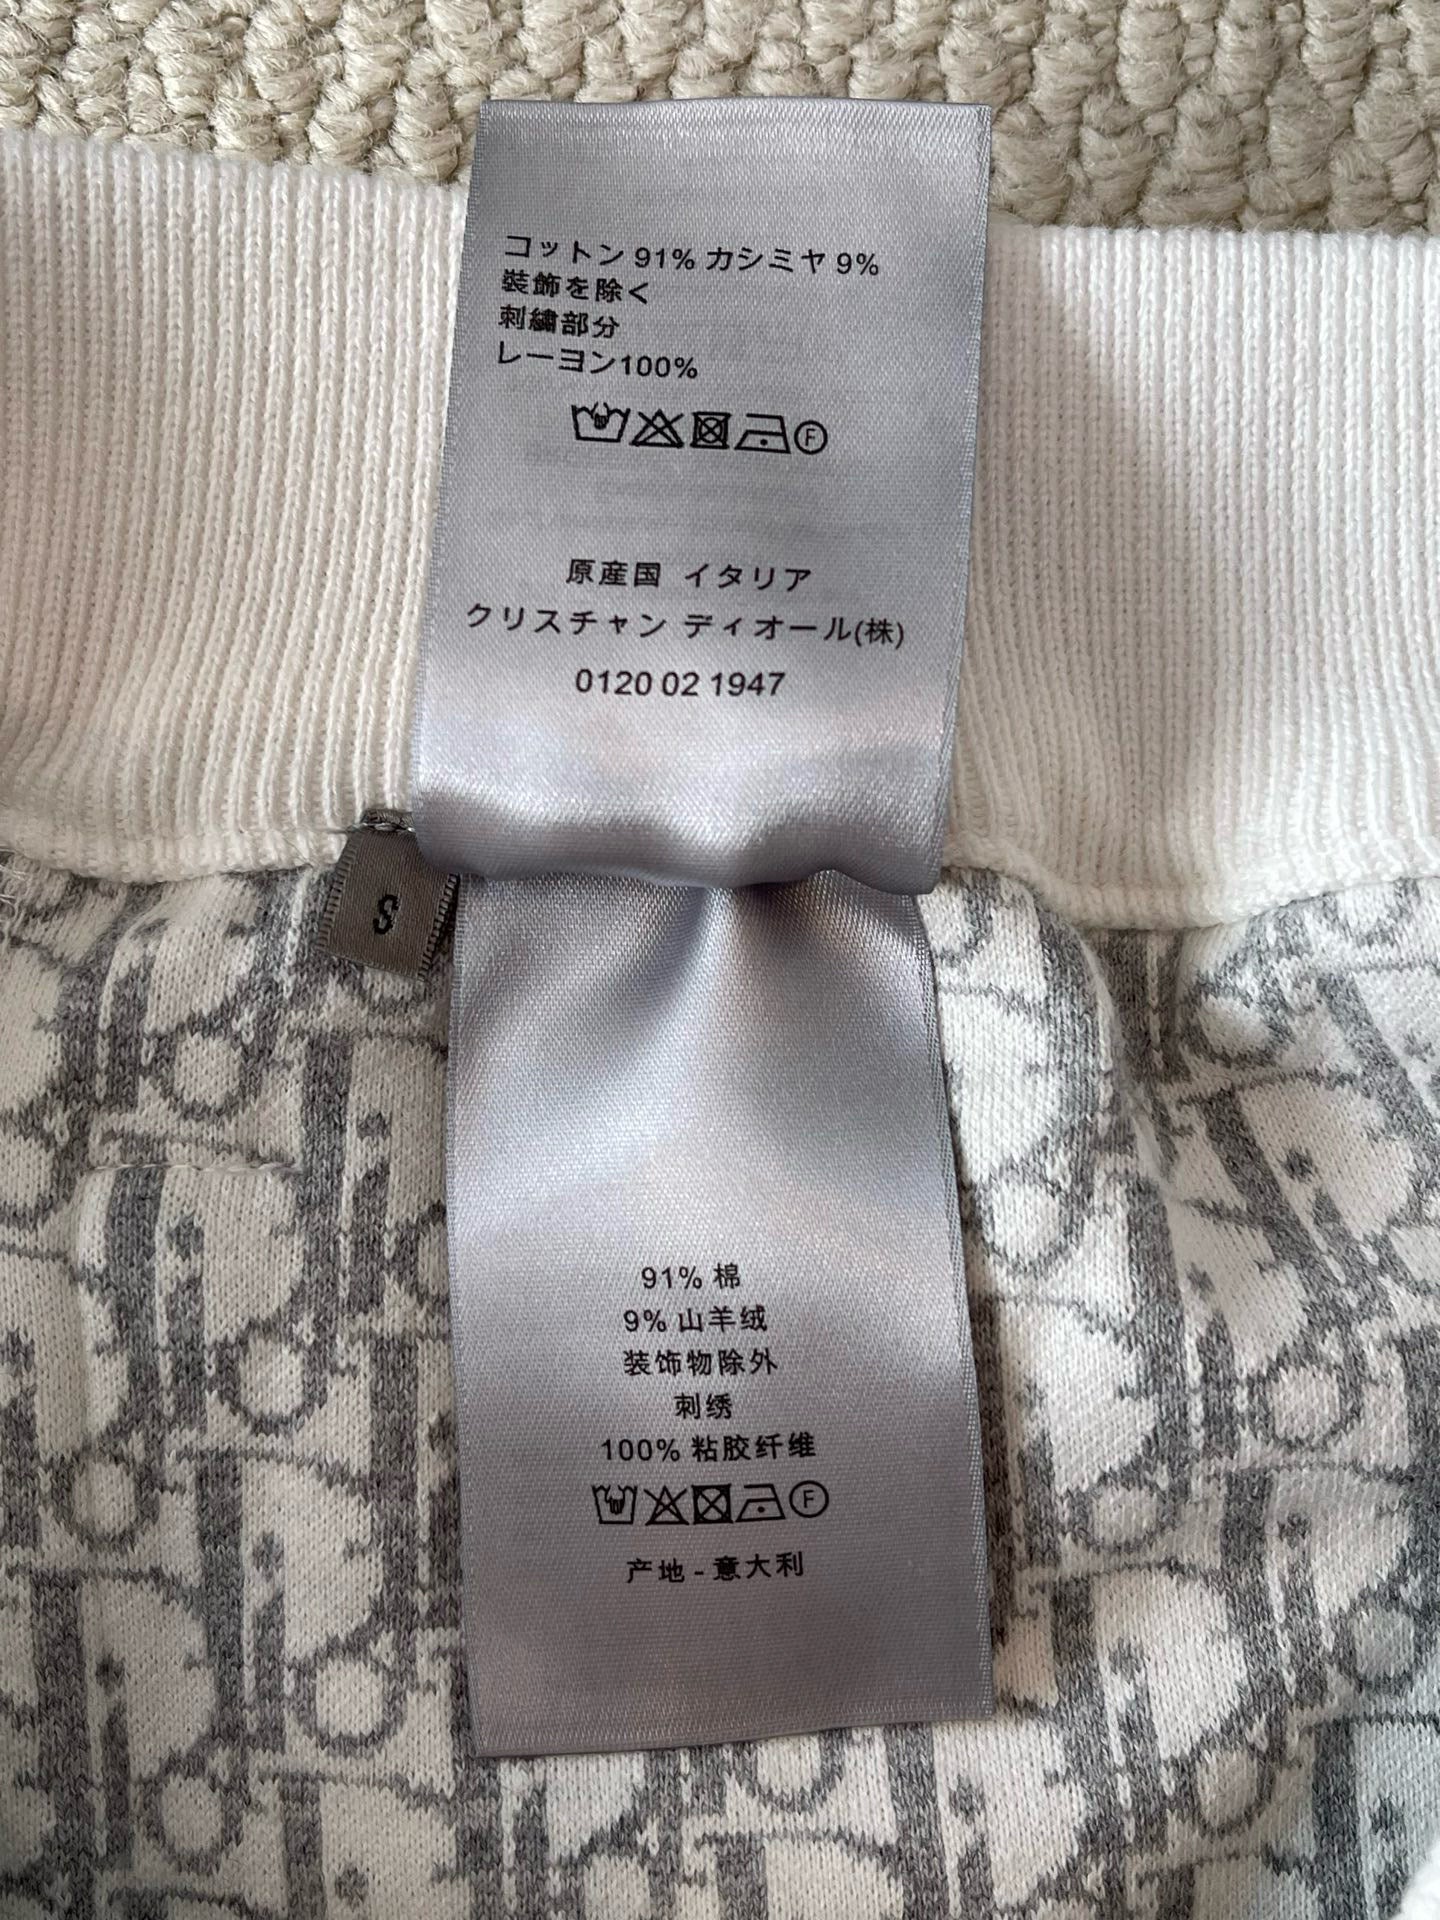 コットン 91% カシミヤ 9%
裝飾を除く
刺繍部分
レーヨン100%
F
原産国 イタリア
クリスチャン ディオール(株)
0120 02 1947
S
91% 棉
9% 山羊绒
装饰物除外
刺绣
100% 粘胶纤维
F
产地 - 意大利